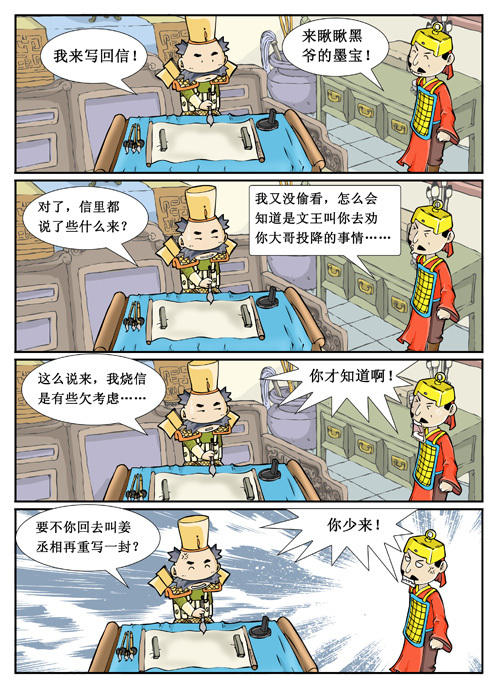 我来写回信！
来瞅瞅黑
爷的墨宝！
对了，信里都
说了些什么来？
我又没偷看，怎么会
知道是文王叫你去劝
你大哥投降的事情……
这么说来，我烧信
是有些欠考虑……
你才知道啊！
要不你回去叫姜
丞相再重写一封？
你少来！